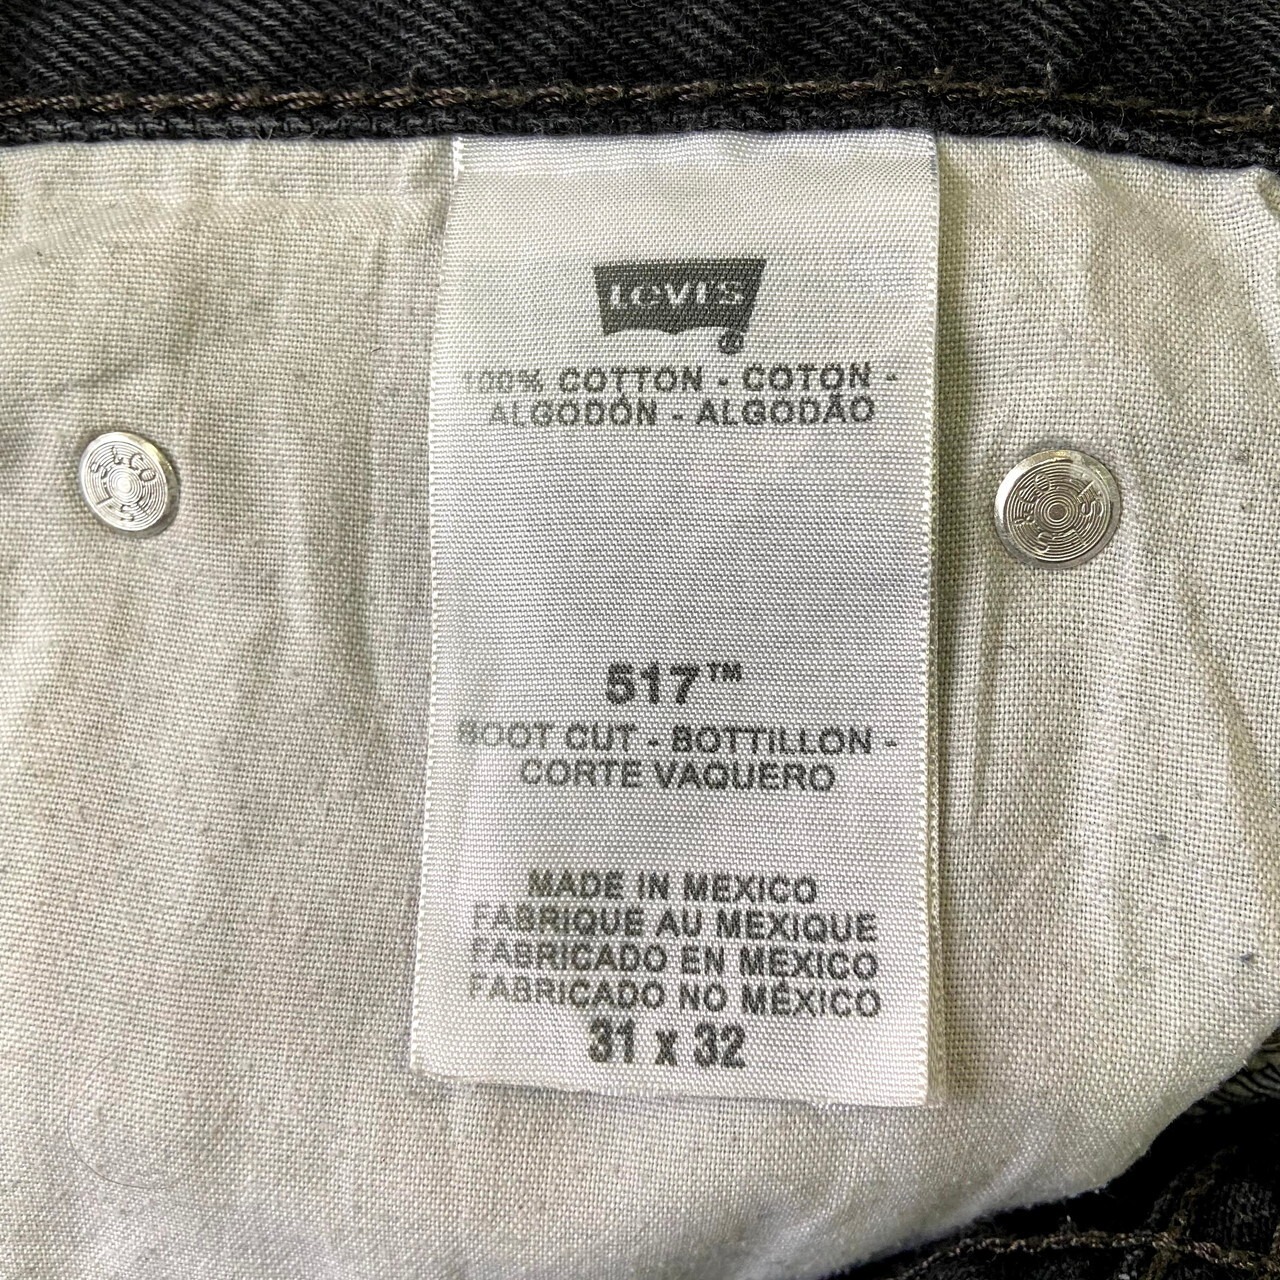 Levi's
®
100% COTTON - COTON -
ALGODÓN - ALGODÃO
517™
BOOT CUT - BOTTILLON -
CORTE VAQUERO
MADE IN MEXICO
FABRIQUE AU MEXIQUE
FABRICADO EN MEXICO
FABRICADO NO MÉXICO
31 x 32